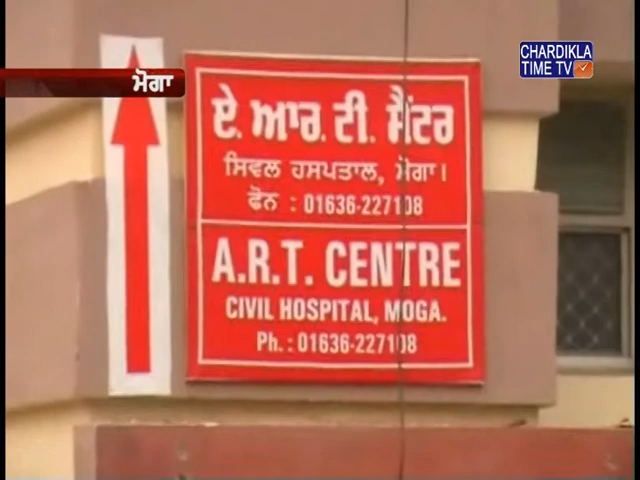 CHARDIKLA
TIME TV
ਮੋਗਾ
ਏ. ਆਰ. ਟੀ. ਸੈਂਟਰ
ਸਿਵਲ ਹਸਪਤਾਲ, ਮੋਗਾ।
ਫੋਨ : 01636-227108
A.R.T. CENTRE
CIVIL HOSPITAL, MOGA.
Ph. : 01636-227108